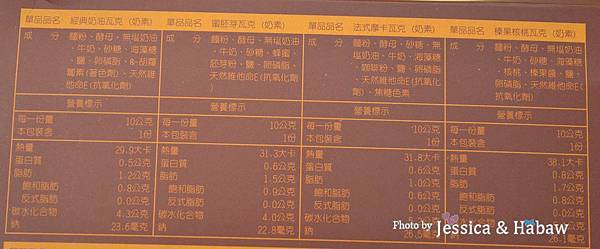 單品品名 經典奶油瓦克 (奶素)
成 分 麵粉、酵母、無塩奶油
、牛奶、砂糖、海藻糖
、鹽、卵磷脂、β-胡蘿
蔔素(著色劑)、天然維
他命E(抗氧化劑)
營養標示
每一份量 10公克
本包裝含 1份
熱量 29.9大卡
蛋白質 0.5公克
脂肪 1.2公克
飽和脂肪 0.8公克
反式脂肪 0公克
碳水化合物 4.3公克
鈉 23.6毫克
單品品名 蜜胚芽瓦克 (奶素)
成 分 麵粉、酵母、無塩奶油
、牛奶、砂糖、蜂蜜、
胚芽粉、鹽、卵磷脂、
天然維他命E(抗氧化劑)
營養標示
每一份量 10公克
本包裝含 1份
熱量 31.3大卡
蛋白質 0.6公克
脂肪 1.5公克
飽和脂肪 0.9公克
反式脂肪 0公克
碳水化合物 4.0公克
鈉 22.8毫克
單品品名 法式摩卡瓦克 (奶素)
成 分 麵粉、酵母、無塩
奶油、牛奶、海藻糖
、咖啡粉、鹽、卵磷脂、
天然維他命E(抗氧化
劑)、焦糖色素
營養標示
每一份量 10公克
本包裝含 1份
熱量 31.8大卡
蛋白質 0.6公克
脂肪 1.2公克
飽和脂肪 0.7公克
反式脂肪 0公克
碳水化合物
鈉
單品品名 榛果核桃瓦克 (奶素)
成 分 麵粉、酵母、無塩奶油
、牛奶、砂糖、海藻糖
、核桃、榛果醬、鹽、
卵磷脂、天然維他命E(
抗氧化劑)
營養標示
每一份量 10公克
本包裝含 1份
熱量 38.1大卡
蛋白質 0.8公克
脂肪
飽和脂肪
反式脂肪
鈉 26.1毫克
Photo by Jessica & Habaw